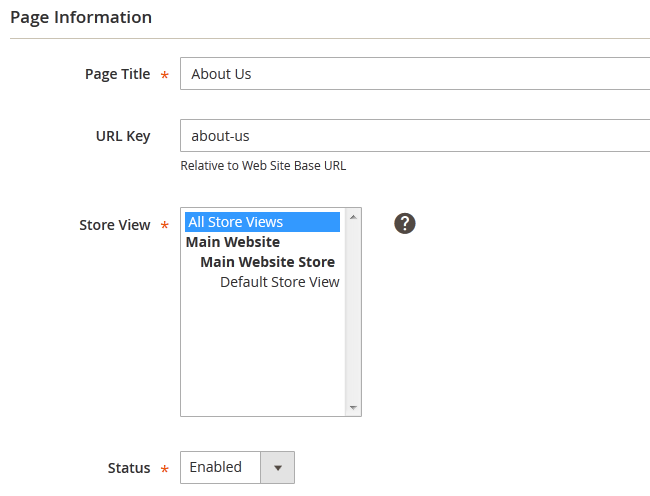 Page Information
Page Title * About Us
URL Key about-us
Relative to Web Site Base URL
Store View * All Store Views ?
Main Website
Main Website Store
Default Store View
Status * Enabled